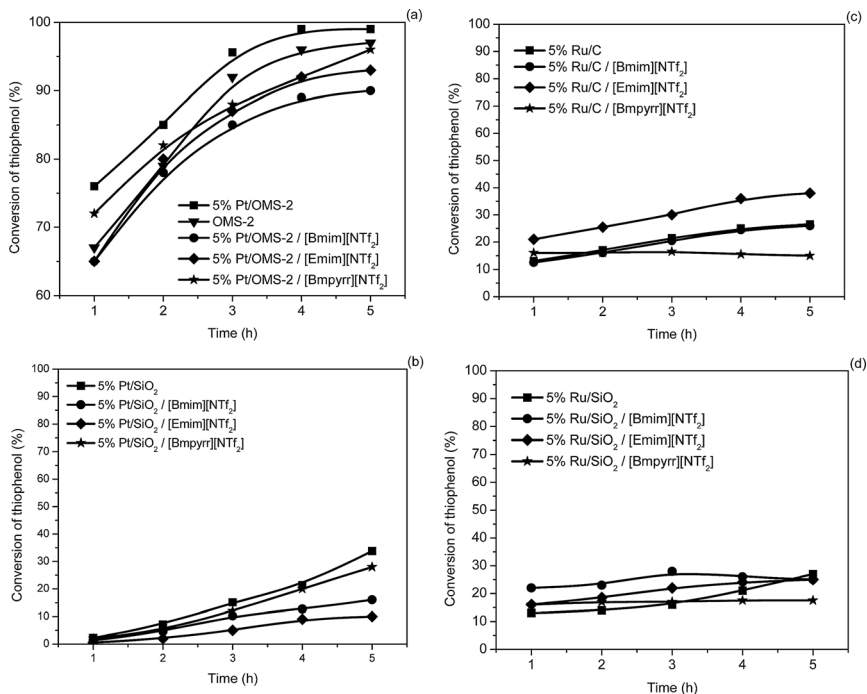 (a)
Conversion of thiophenol (%)
100
90
80
70
60
5% Pt/OMS-2
OMS-2
5% Pt/OMS-2 / [Bmim][NTf₂]
5% Pt/OMS-2 / [Emim][NTf₂]
5% Pt/OMS-2 / [Bmpyrr][NTf₂]
1 2 3 4 5
Time (h)
(c)
Conversion of thiophenol (%)
100
90
80
70
60
50
40
30
20
10
0
5% Ru/C
5% Ru/C / [Bmim][NTf₂]
5% Ru/C / [Emim][NTf₂]
5% Ru/C / [Bmpyrr][NTf₂]
1 2 3 4 5
Time (h)
(b)
Conversion of thiophenol (%)
100
90
80
70
60
50
40
30
20
10
0
5% Pt/SiO₂
5% Pt/SiO₂ / [Bmim][NTf₂]
5% Pt/SiO₂ / [Emim][NTf₂]
5% Pt/SiO₂ / [Bmpyrr][NTf₂]
1 2 3 4 5
Time (h)
(d)
Conversion of thiophenol (%)
100
90
80
70
60
50
40
30
20
10
0
5% Ru/SiO₂
5% Ru/SiO₂ / [Bmim][NTf₂]
5% Ru/SiO₂ / [Emim][NTf₂]
5% Ru/SiO₂ / [Bmpyrr][NTf₂]
1 2 3 4 5
Time (h)